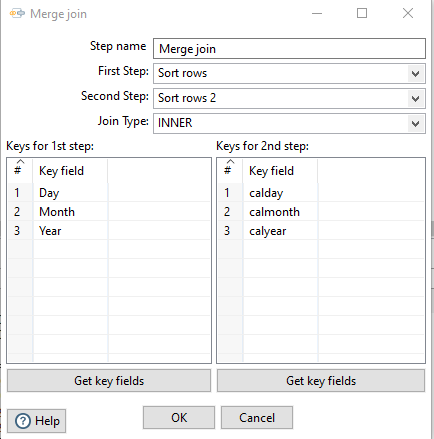 Merge join
Step name Merge join
First Step: Sort rows
Second Step: Sort rows 2
Join Type: INNER
Keys for 1st step: Keys for 2nd step:
# Key field # Key field
1 Day 1 calday
2 Month 2 calmonth
3 Year 3 calyear
Get key fields Get key fields
Help OK Cancel